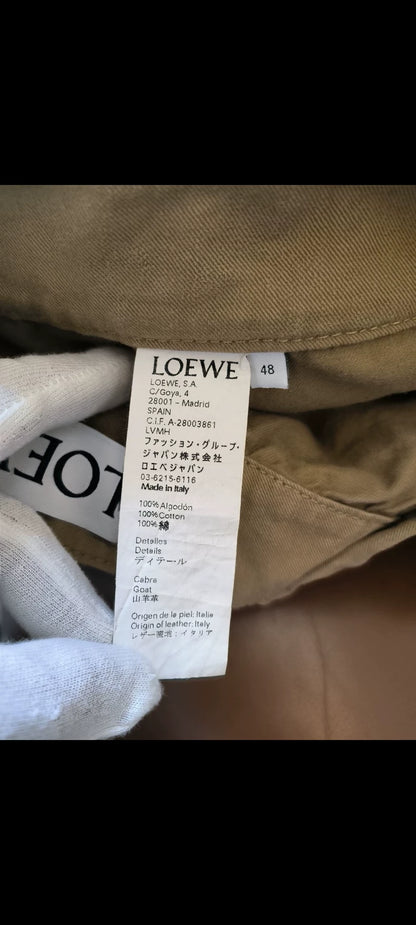 LOEWE
48
LOEWE, S.A.
C/Goya, 4
28001 - Madrid
SPAIN
C.I.F. A-28003861
LVMH
ファッション・グループ・
ジャパン株式会社
ロエベジャパン
03-6215-6116
Made in Italy
100% Algodón
100% Cotton
100% 綿
Detalles
Details
ディテール
Cabra
Goat
山羊革
Origen de la piel: Italia
Origin of leather: Italy
レザー原産地：イタリア
LOE